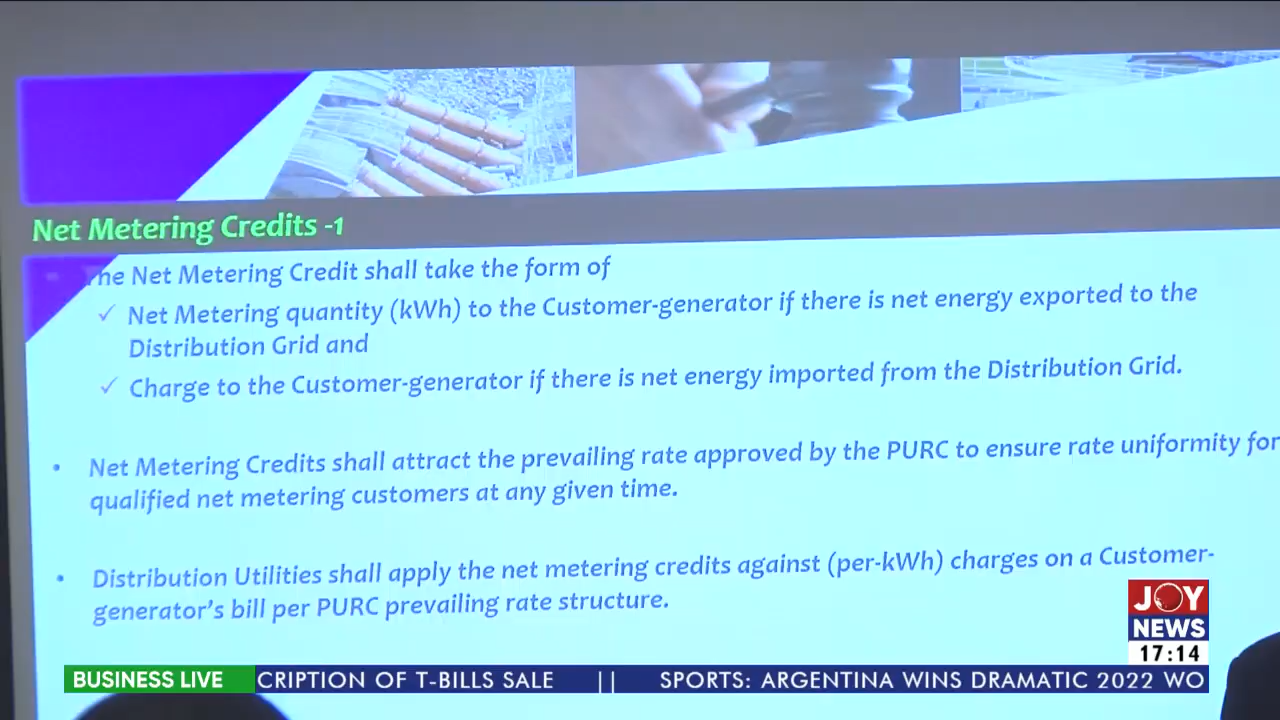 Net Metering Credits -1
The Net Metering Credit shall take the form of
✓ Net Metering quantity (kWh) to the Customer-generator if there is net energy exported to the
Distribution Grid and
✓ Charge to the Customer-generator if there is net energy imported from the Distribution Grid.
• Net Metering Credits shall attract the prevailing rate approved by the PURC to ensure rate uniformity for
qualified net metering customers at any given time.
• Distribution Utilities shall apply the net metering credits against (per-kWh) charges on a Customer-
generator's bill per PURC prevailing rate structure.
JOY
NEWS
17:14
BUSINESS LIVE CRIPTION OF T-BILLS SALE || SPORTS: ARGENTINA WINS DRAMATIC 2022 WO